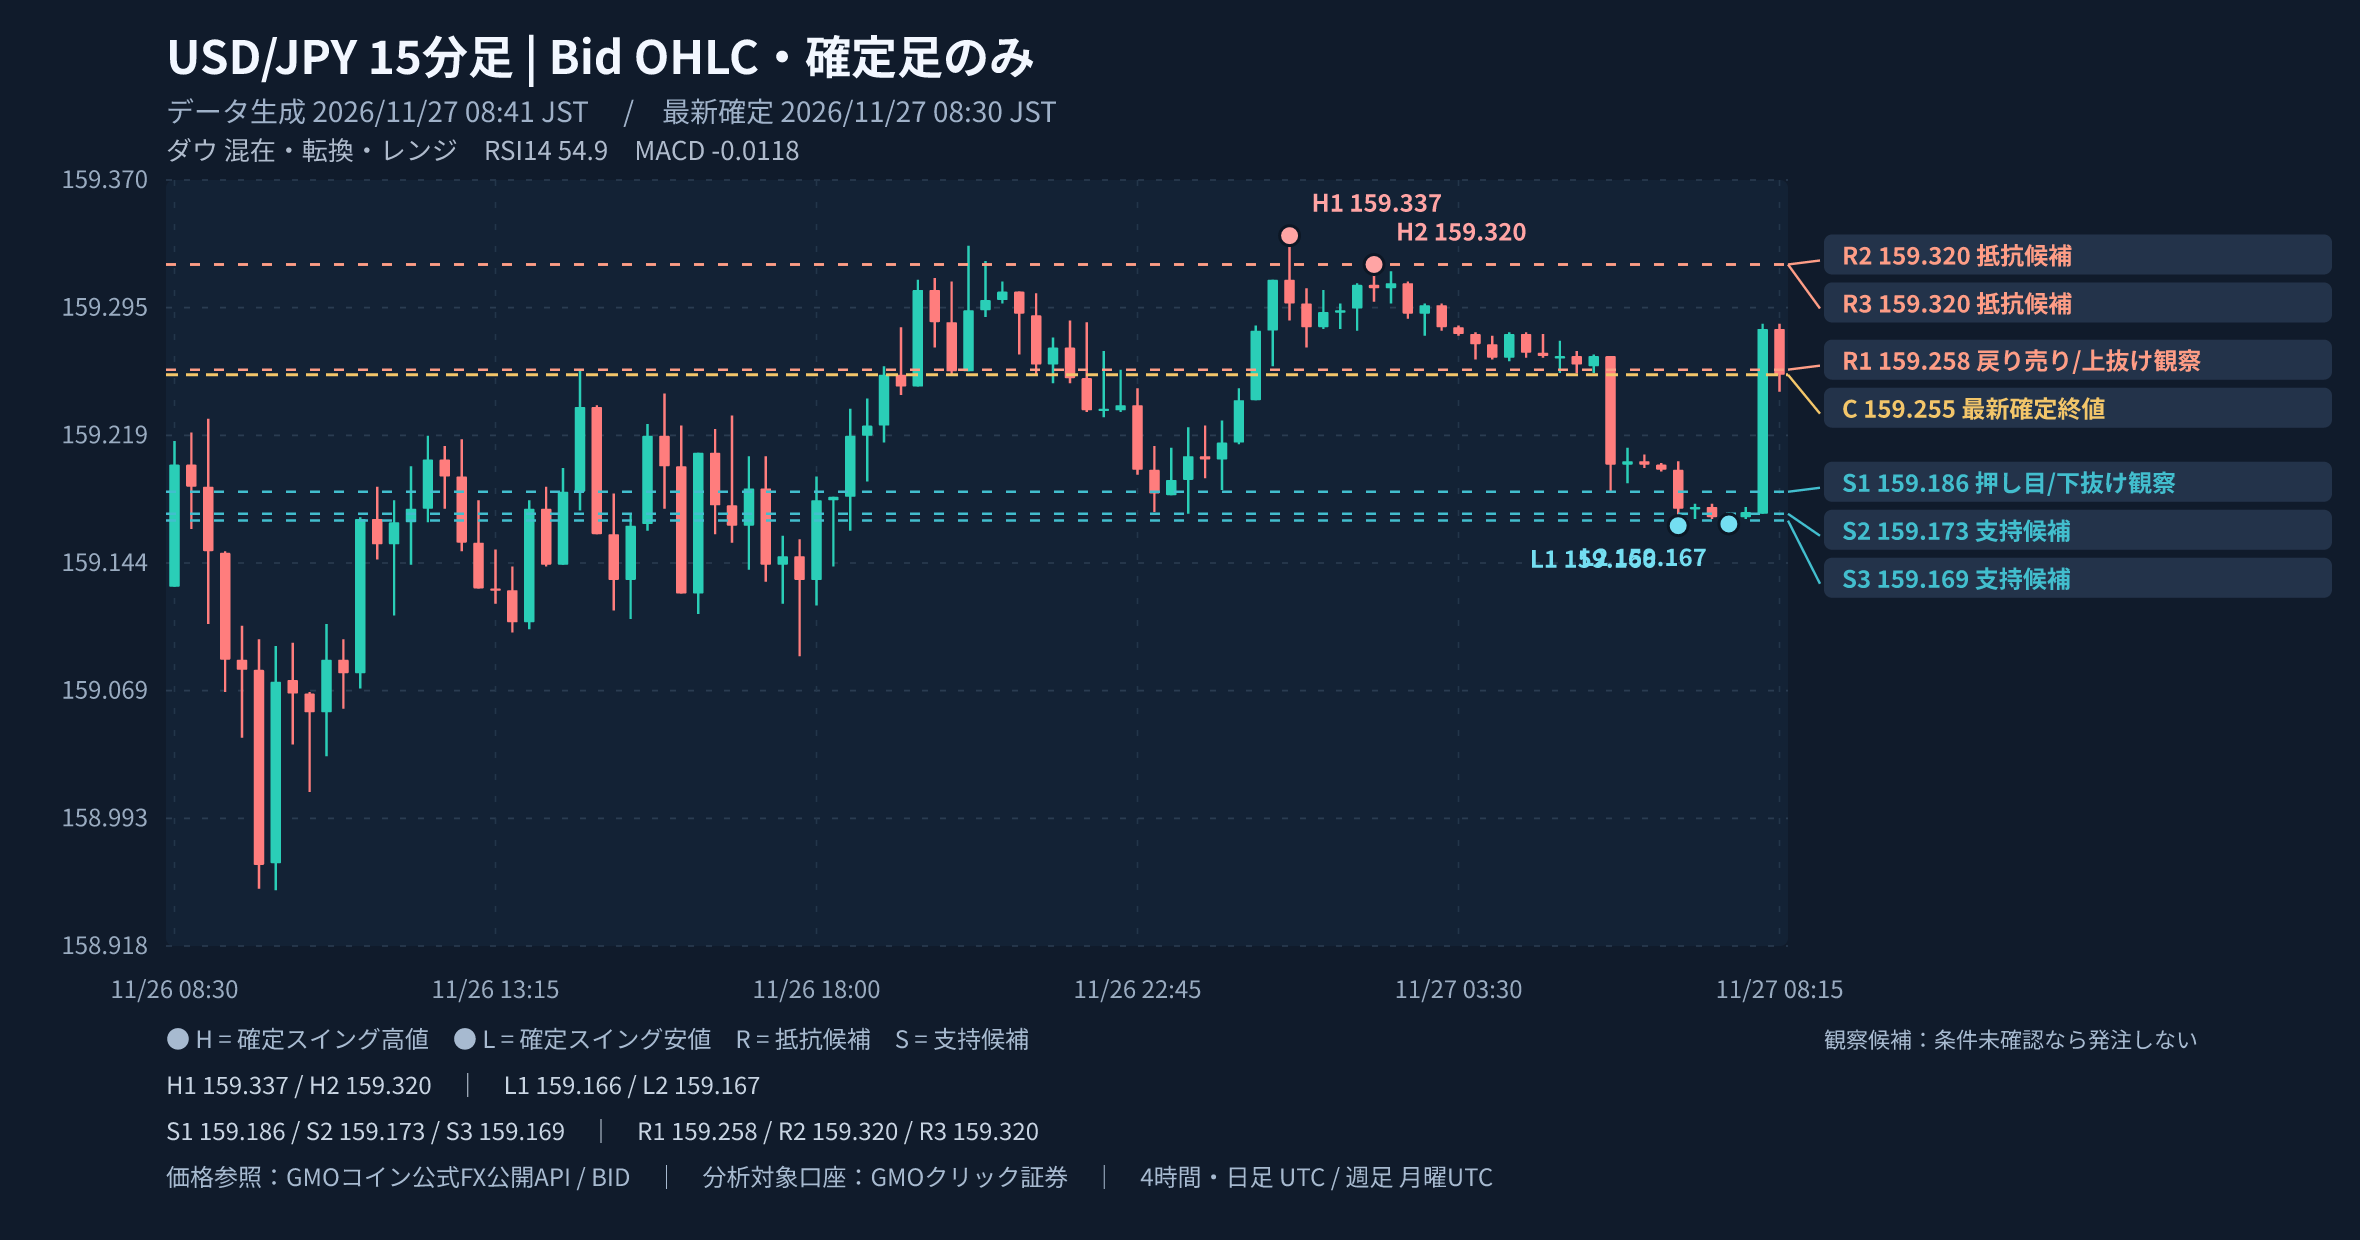 USD/JPY 15分足 | Bid OHLC・確定足のみ
データ生成 2026/11/27 08:41 JST / 最新確定 2026/11/27 08:30 JST
ダウ 混在・転換・レンジ RSI14 54.9 MACD -0.0118
159.370
159.295
159.219
159.144
159.069
158.993
158.918
H1 159.337
H2 159.320
L1 159.166
L2 159.167
R2 159.320 抵抗候補
R3 159.320 抵抗候補
R1 159.258 戻り売り/上抜け観察
C 159.255 最新確定終値
S1 159.186 押し目/下抜け観察
S2 159.173 支持候補
S3 159.169 支持候補
11/26 08:30
11/26 13:15
11/26 18:00
11/26 22:45
11/27 03:30
11/27 08:15
H = 確定スイング高値 L = 確定スイング安値 R = 抵抗候補 S = 支持候補
観察候補：条件未確認なら発注しない
H1 159.337 / H2 159.320 ｜ L1 159.166 / L2 159.167
S1 159.186 / S2 159.173 / S3 159.169 ｜ R1 159.258 / R2 159.320 / R3 159.320
価格参照：GMOコイン公式FX公開API / BID ｜ 分析対象口座：GMOクリック証券 ｜ 4時間・日足 UTC / 週足 月曜UTC